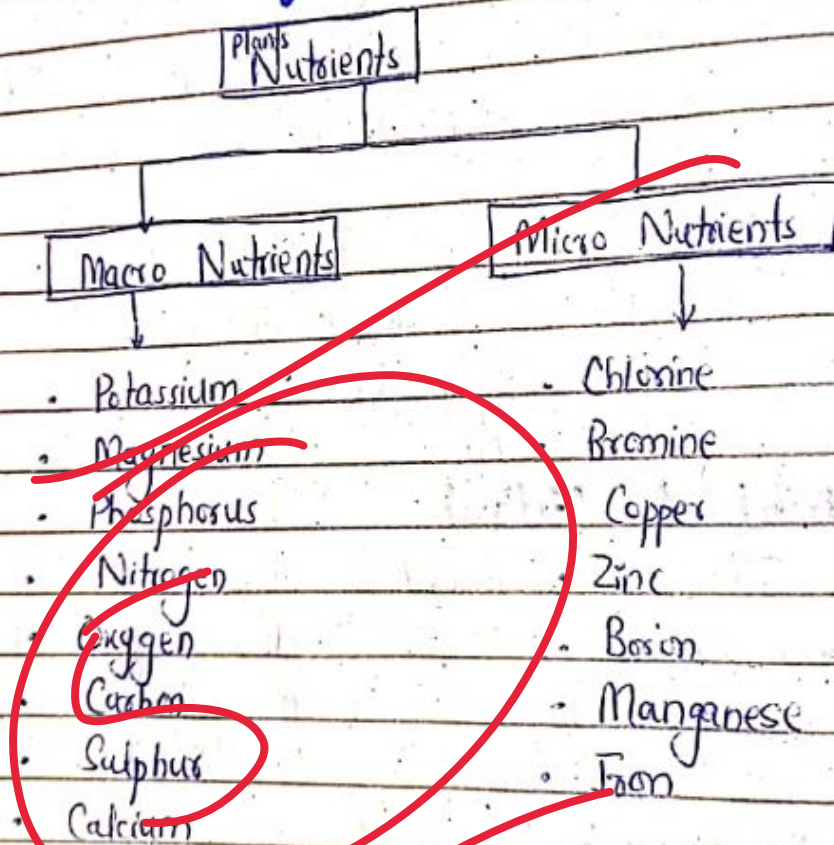 Plants
Nutrients
Macro Nutrients
Micro Nutrients
• Potassium
• Magnesium
• Phosphorus
• Nitrogen
• Oxygen
• Carbon
• Sulphur
• Calcium
• Chlorine
• Bromine
• Copper
• Zinc
• Boron
• Manganese
• Iron